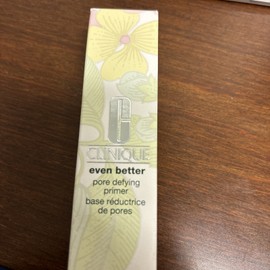 CLINIQUE
even better
pore defying
primer
base réductrice
de pores